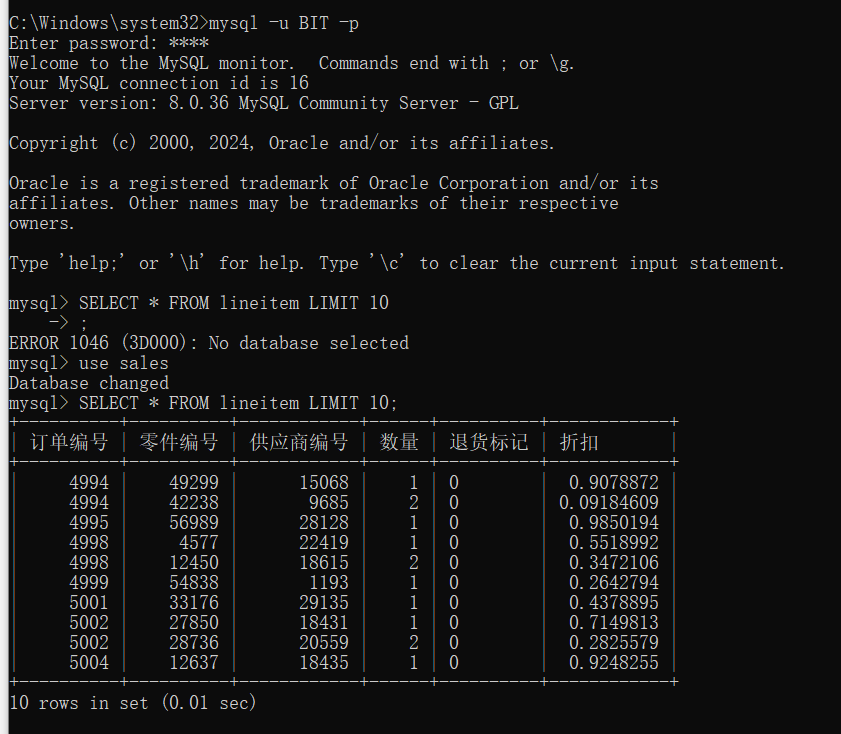 C:\Windows\system32>mysql -u BIT -p
Enter password: ****
Welcome to the MySQL monitor.  Commands end with ; or \g.
Your MySQL connection id is 16
Server version: 8.0.36 MySQL Community Server - GPL
Copyright (c) 2000, 2024, Oracle and/or its affiliates.
Oracle is a registered trademark of Oracle Corporation and/or its
affiliates. Other names may be trademarks of their respective
owners.
Type 'help;' or '\h' for help. Type '\c' to clear the current input statement.
mysql> SELECT * FROM lineitem LIMIT 10
    -> ;
ERROR 1046 (3D000): No database selected
mysql> use sales
Database changed
mysql> SELECT * FROM lineitem LIMIT 10;
+----------+----------+------------+------+----------+------------+
| 订单编号 | 零件编号 | 供应商编号 | 数量 | 退货标记 | 折扣       |
+----------+----------+------------+------+----------+------------+
|     4994 |    49299 |      15068 |    1 | 0        |  0.9078872 |
|     4994 |    42238 |       9685 |    2 | 0        | 0.09184609 |
|     4995 |    56989 |      28128 |    1 | 0        |  0.9850194 |
|     4998 |     4577 |      22419 |    1 | 0        |  0.5518992 |
|     4998 |    12450 |      18615 |    2 | 0        |  0.3472106 |
|     4999 |    54838 |       1193 |    1 | 0        |  0.2642794 |
|     5001 |    33176 |      29135 |    1 | 0        |  0.4378895 |
|     5002 |    27850 |      18431 |    1 | 0        |  0.7149813 |
|     5002 |    28736 |      20559 |    2 | 0        |  0.2825579 |
|     5004 |    12637 |      18435 |    1 | 0        |  0.9248255 |
+----------+----------+------------+------+----------+------------+
10 rows in set (0.01 sec)